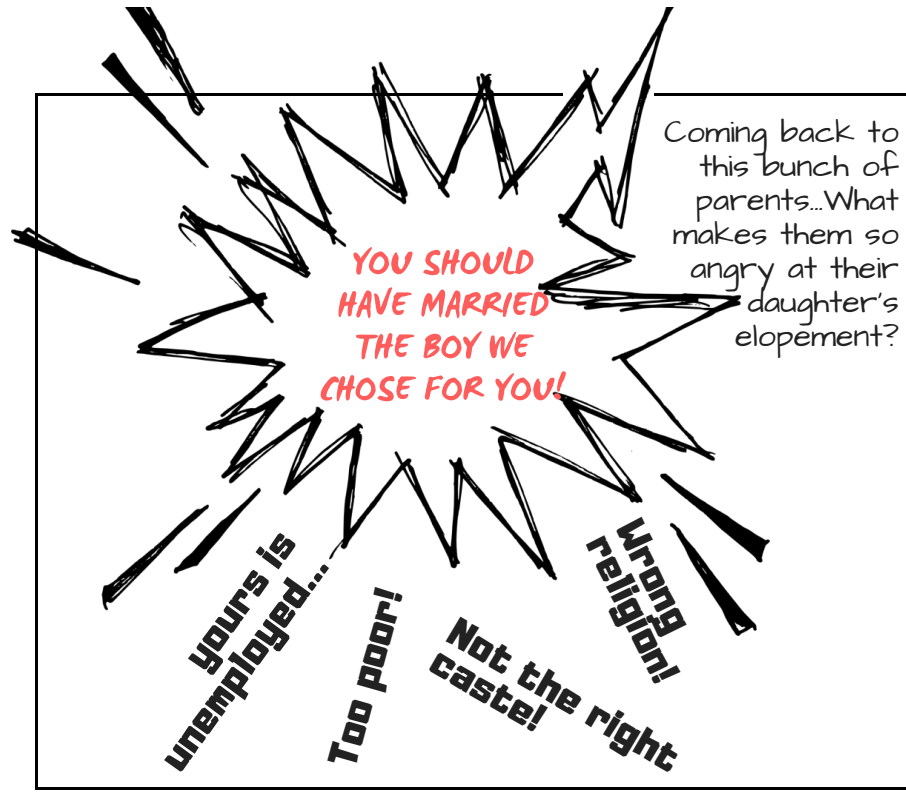 Coming back to
this bunch of
parents...What
makes them so
angry at their
daughter's
elopement?
YOU SHOULD
HAVE MARRIED
THE BOY WE
CHOSE FOR YOU!
yours is
unemployed...
Too poor!
Not the right
caste!
Wrong
religion!